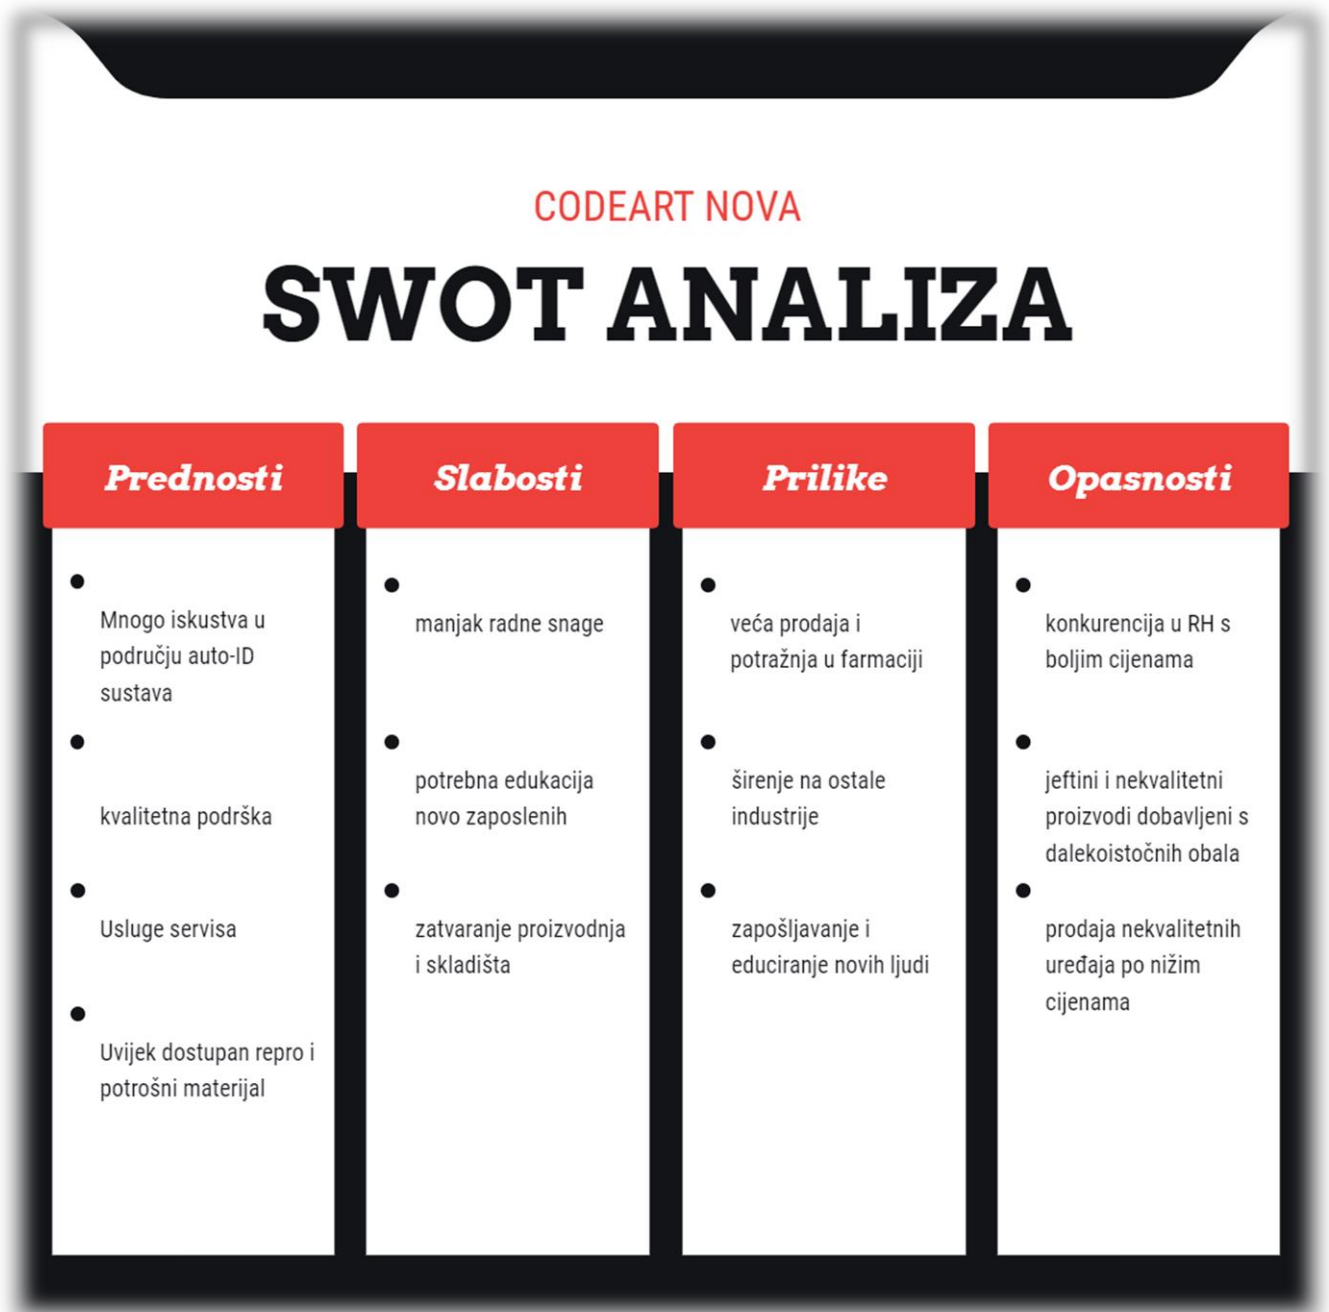 CODEART NOVA
SWOT ANALIZA
Prednosti
Mnogo iskustva u
području auto-ID
sustava
kvalitetna podrška
Usluge servisa
Uvijek dostupan repro i
potrošni materijal
Slabosti
manjak radne snage
potrebna edukacija
novo zaposlenih
zatvaranje proizvodnja
i skladišta
Prilike
veća prodaja i
potražnja u farmaciji
širenje na ostale
industrije
zapošljavanje i
educiranje novih ljudi
Opasnosti
konkurencija u RH s
boljim cijenama
jeftini i nekvalitetni
proizvodi dobavljeni s
dalekoistočnih obala
prodaja nekvalitetnih
uređaja po nižim
cijenama